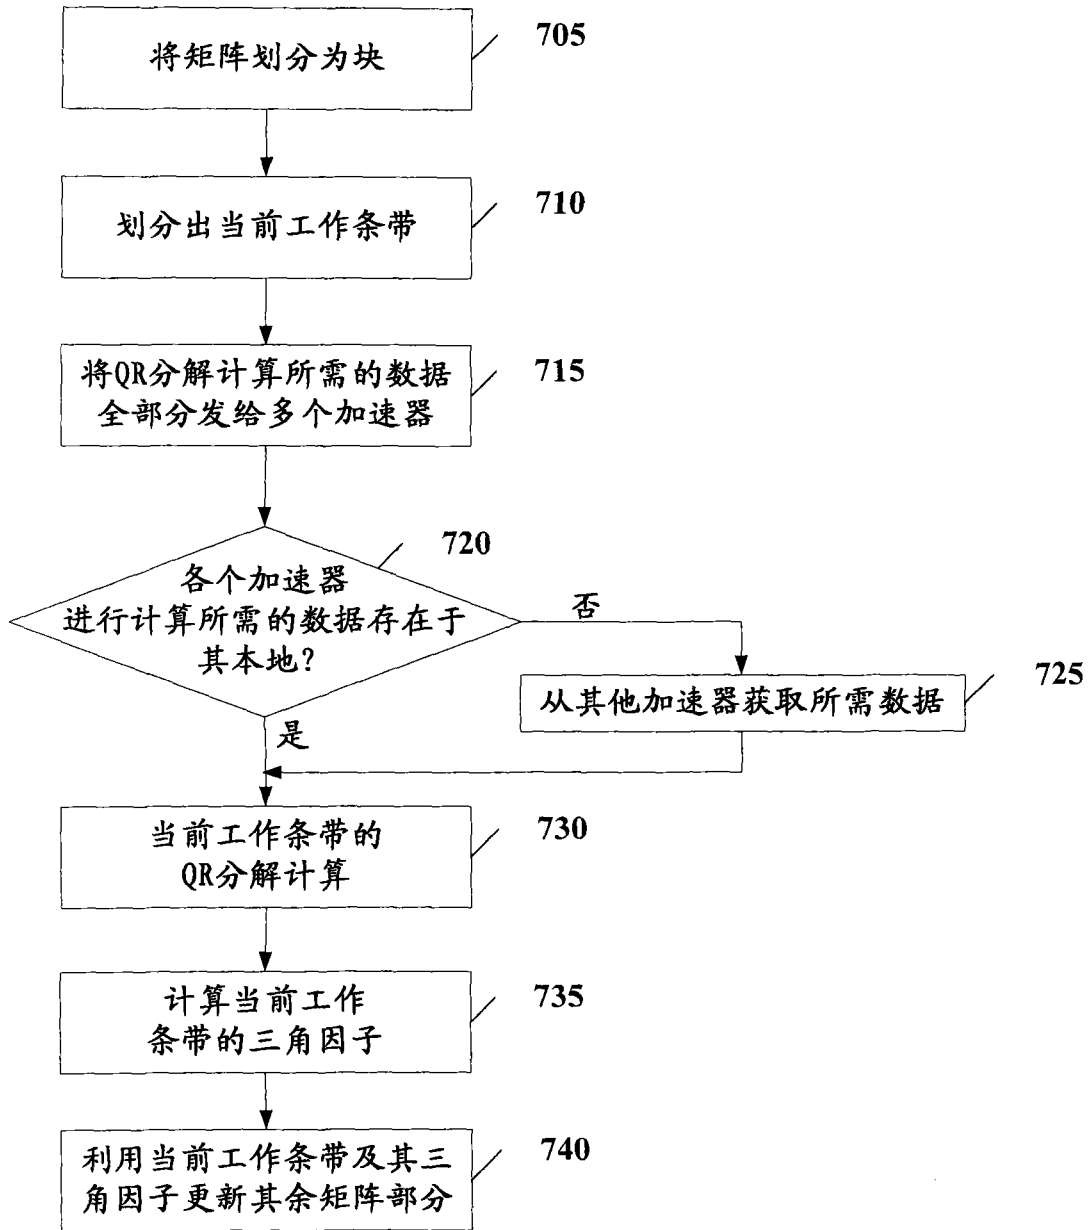 将矩阵划分为块
705
划分出当前工作条带
710
将QR分解计算所需的数据
全部分发给多个加速器
715
720
各个加速器
进行计算所需的数据存在于
其本地?
否
从其他加速器获取所需数据
725
是
当前工作条带的
QR分解计算
730
计算当前工作
条带的三角因子
735
利用当前工作条带及其三
角因子更新其余矩阵部分
740